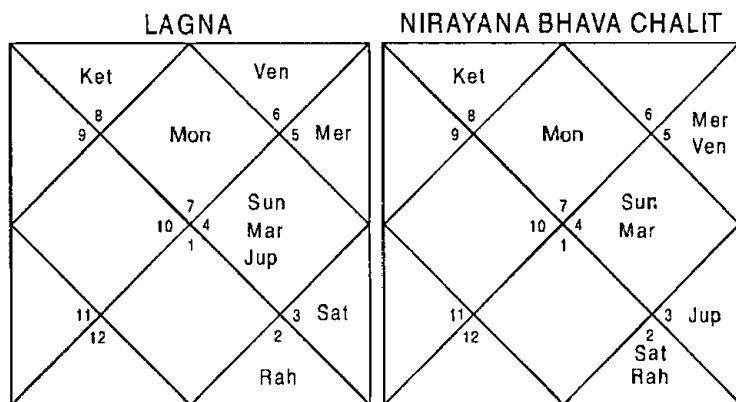 LAGNA
Ket
Ven
8
9
Mon
6
5
Mer
7
10
4
1
Sun
Mar
Jup
11
12
3
2
Sat
Rah
NIRAYANA BHAVA CHALIT
Ket
8
9
Mon
6
5
Mer
Ven
7
10
4
1
Sun
Mar
11
12
3
2
Jup
Sat
Rah